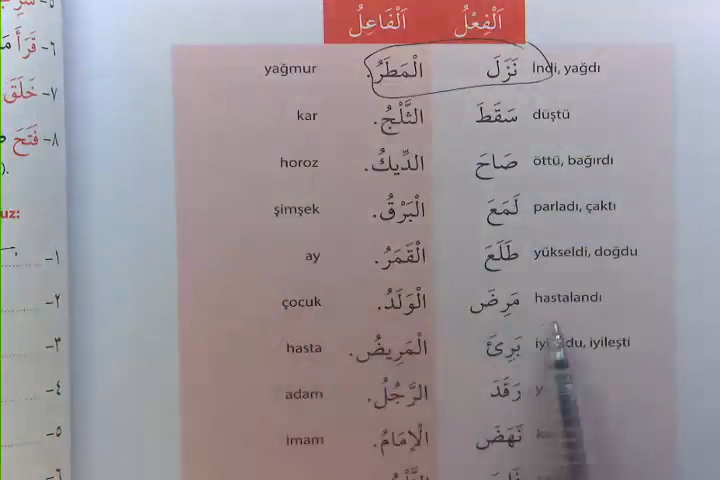 اَلْفِعْلُ اَلْفَاعِلُ
İndi, yağdı نَزَلَ الْمَطَرُ. yağmur
düştü سَقَطَ الثَّلْجُ. kar
öttü, bağırdı صَاحَ الدِّيكُ. horoz
parladı, çaktı لَمَعَ الْبَرْقُ. şimşek
yükseldi, doğdu طَلَعَ الْقَمَرُ. ay
hastalandı مَرِضَ الْوَلَدُ. çocuk
iyileşti بَرِئَ الْمَرِيضُ. hasta
رَقَدَ الرَّجُلُ. adam
نَهَضَ الْإِمَامُ. imam
٦- قَرَأَ
٧- خَلَقَ
٨- فَتَحَ
).
uz:
١-
٢-
٣-
٤-
٥-
٦-